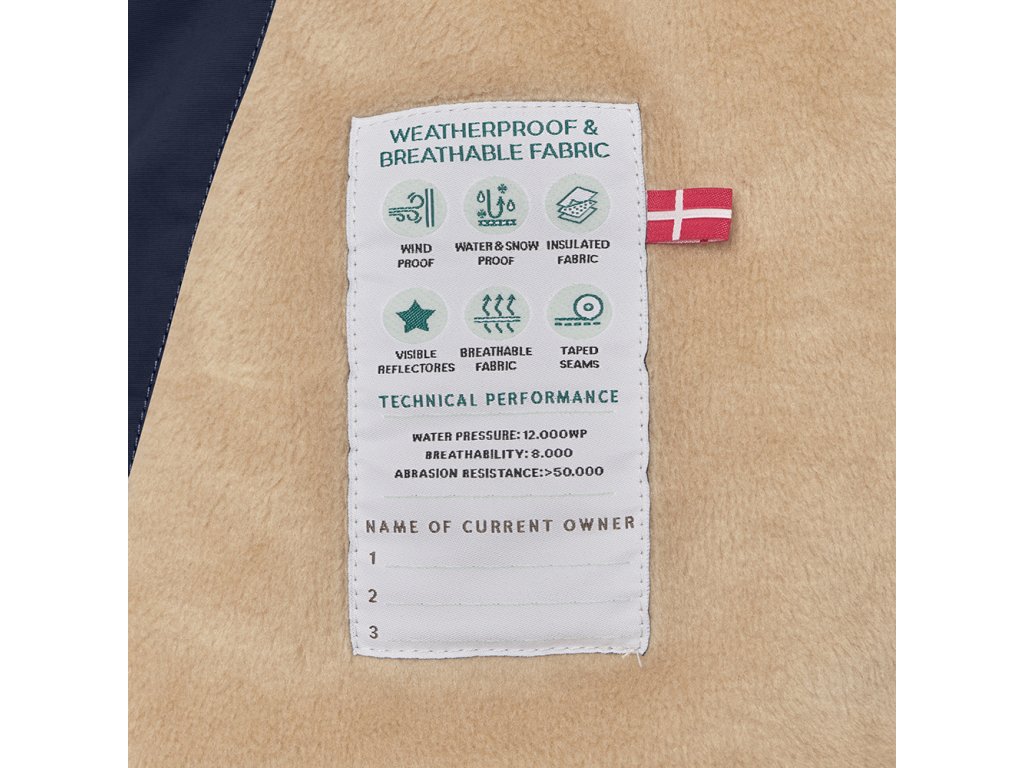 WEATHERPROOF &
BREATHABLE FABRIC
WIND WATER & SNOW INSULATED
PROOF PROOF FABRIC
VISIBLE BREATHABLE TAPED
REFLECTORES FABRIC SEAMS
TECHNICAL PERFORMANCE
WATER PRESSURE: 12.000WP
BREATHABILITY: 8.000
ABRASION RESISTANCE: >50.000
NAME OF CURRENT OWNER
1
2
3